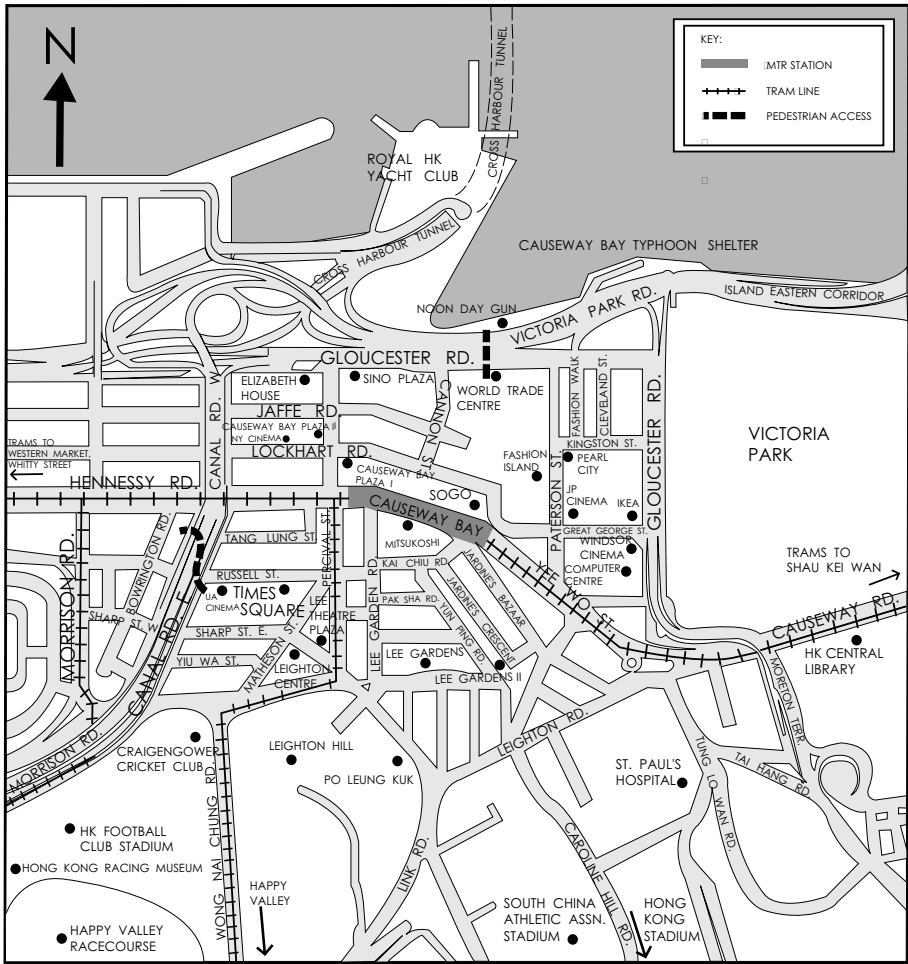 N
KEY:
MTR STATION
TRAM LINE
PEDESTRIAN ACCESS
CROSS HARBOUR TUNNEL
CROSS HARBOUR TUNNEL
ROYAL HK
YACHT CLUB
CROSS HARBOUR TUNNEL
CAUSEWAY BAY TYPHOON SHELTER
ISLAND EASTERN CORRIDOR
NOON DAY GUN
VICTORIA PARK RD.
GLOUCESTER RD.
ELIZABETH
HOUSE
SINO PLAZA
WORLD TRADE
CENTRE
CANNON ST.
FASHION WALK
CLEVELAND ST.
GLOUCESTER RD.
CANAL RD. W
JAFFE RD.
CAUSEWAY BAY PLAZA II
NY CINEMA
LOCKHART RD.
KINGSTON ST.
VICTORIA
PARK
TRAMS TO
WESTERN MARKET,
WHITTY STREET
HENNESSY RD.
CAUSEWAY BAY
PLAZA I
FASHION
ISLAND
PATERSON ST.
PEARL
CITY
JP
CINEMA
IKEA
SOGO
CAUSEWAY BAY
GREAT GEORGE ST.
WINDSOR
CINEMA
COMPUTER
CENTRE
MORRISON RD.
BOWRINGTON RD.
TANG LUNG ST.
PERCIVAL ST.
MITSUKOSHI
KAI CHIU RD.
JARDINES BAZAAR
YEE WO ST.
TRAMS TO
SHAU KEI WAN
RUSSELL ST.
UA
CINEMA
TIMES
SQUARE
LEE
THEATRE
PLAZA
LEE GARDEN RD.
PAK SHA RD.
JARDINES
CRESCENT
YUN PING RD.
CAUSEWAY RD.
SHARP ST. W
CANAL RD. E
SHARP ST. E.
YIU WA ST.
MATHESON ST.
LEIGHTON
CENTRE
LEE GARDENS
LEE GARDENS II
HK CENTRAL
LIBRARY
MORETON TERR.
MORRISON RD.
CRAIGENGOWER
CRICKET CLUB
LEIGHTON HILL
PO LEUNG KUK
LEIGHTON RD.
ST. PAUL'S
HOSPITAL
TUNG LO WAN RD.
TAI HANG RD
HK FOOTBALL
CLUB STADIUM
HONG KONG RACING MUSEUM
WONG NAI CHUNG RD.
LINK RD.
CAROLINE HILL RD.
HAPPY
VALLEY
HAPPY VALLEY
RACECOURSE
SOUTH CHINA
ATHLETIC ASSN.
STADIUM
HONG
KONG
STADIUM